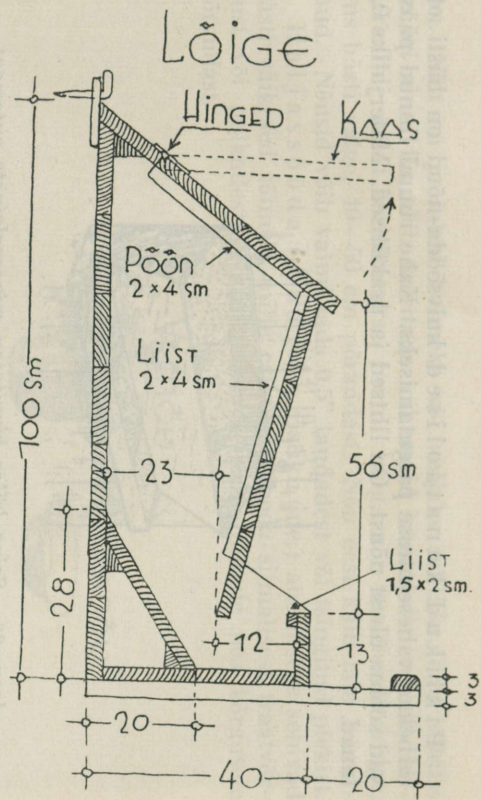 LÕIGE
HINGED
KAAS
PÖÖN
2×4 sm
LiiST
2×4 sm
100 sm
23
56 sm
28
LiiST
1,5×2 sm.
12
13
3
3
20
40
20